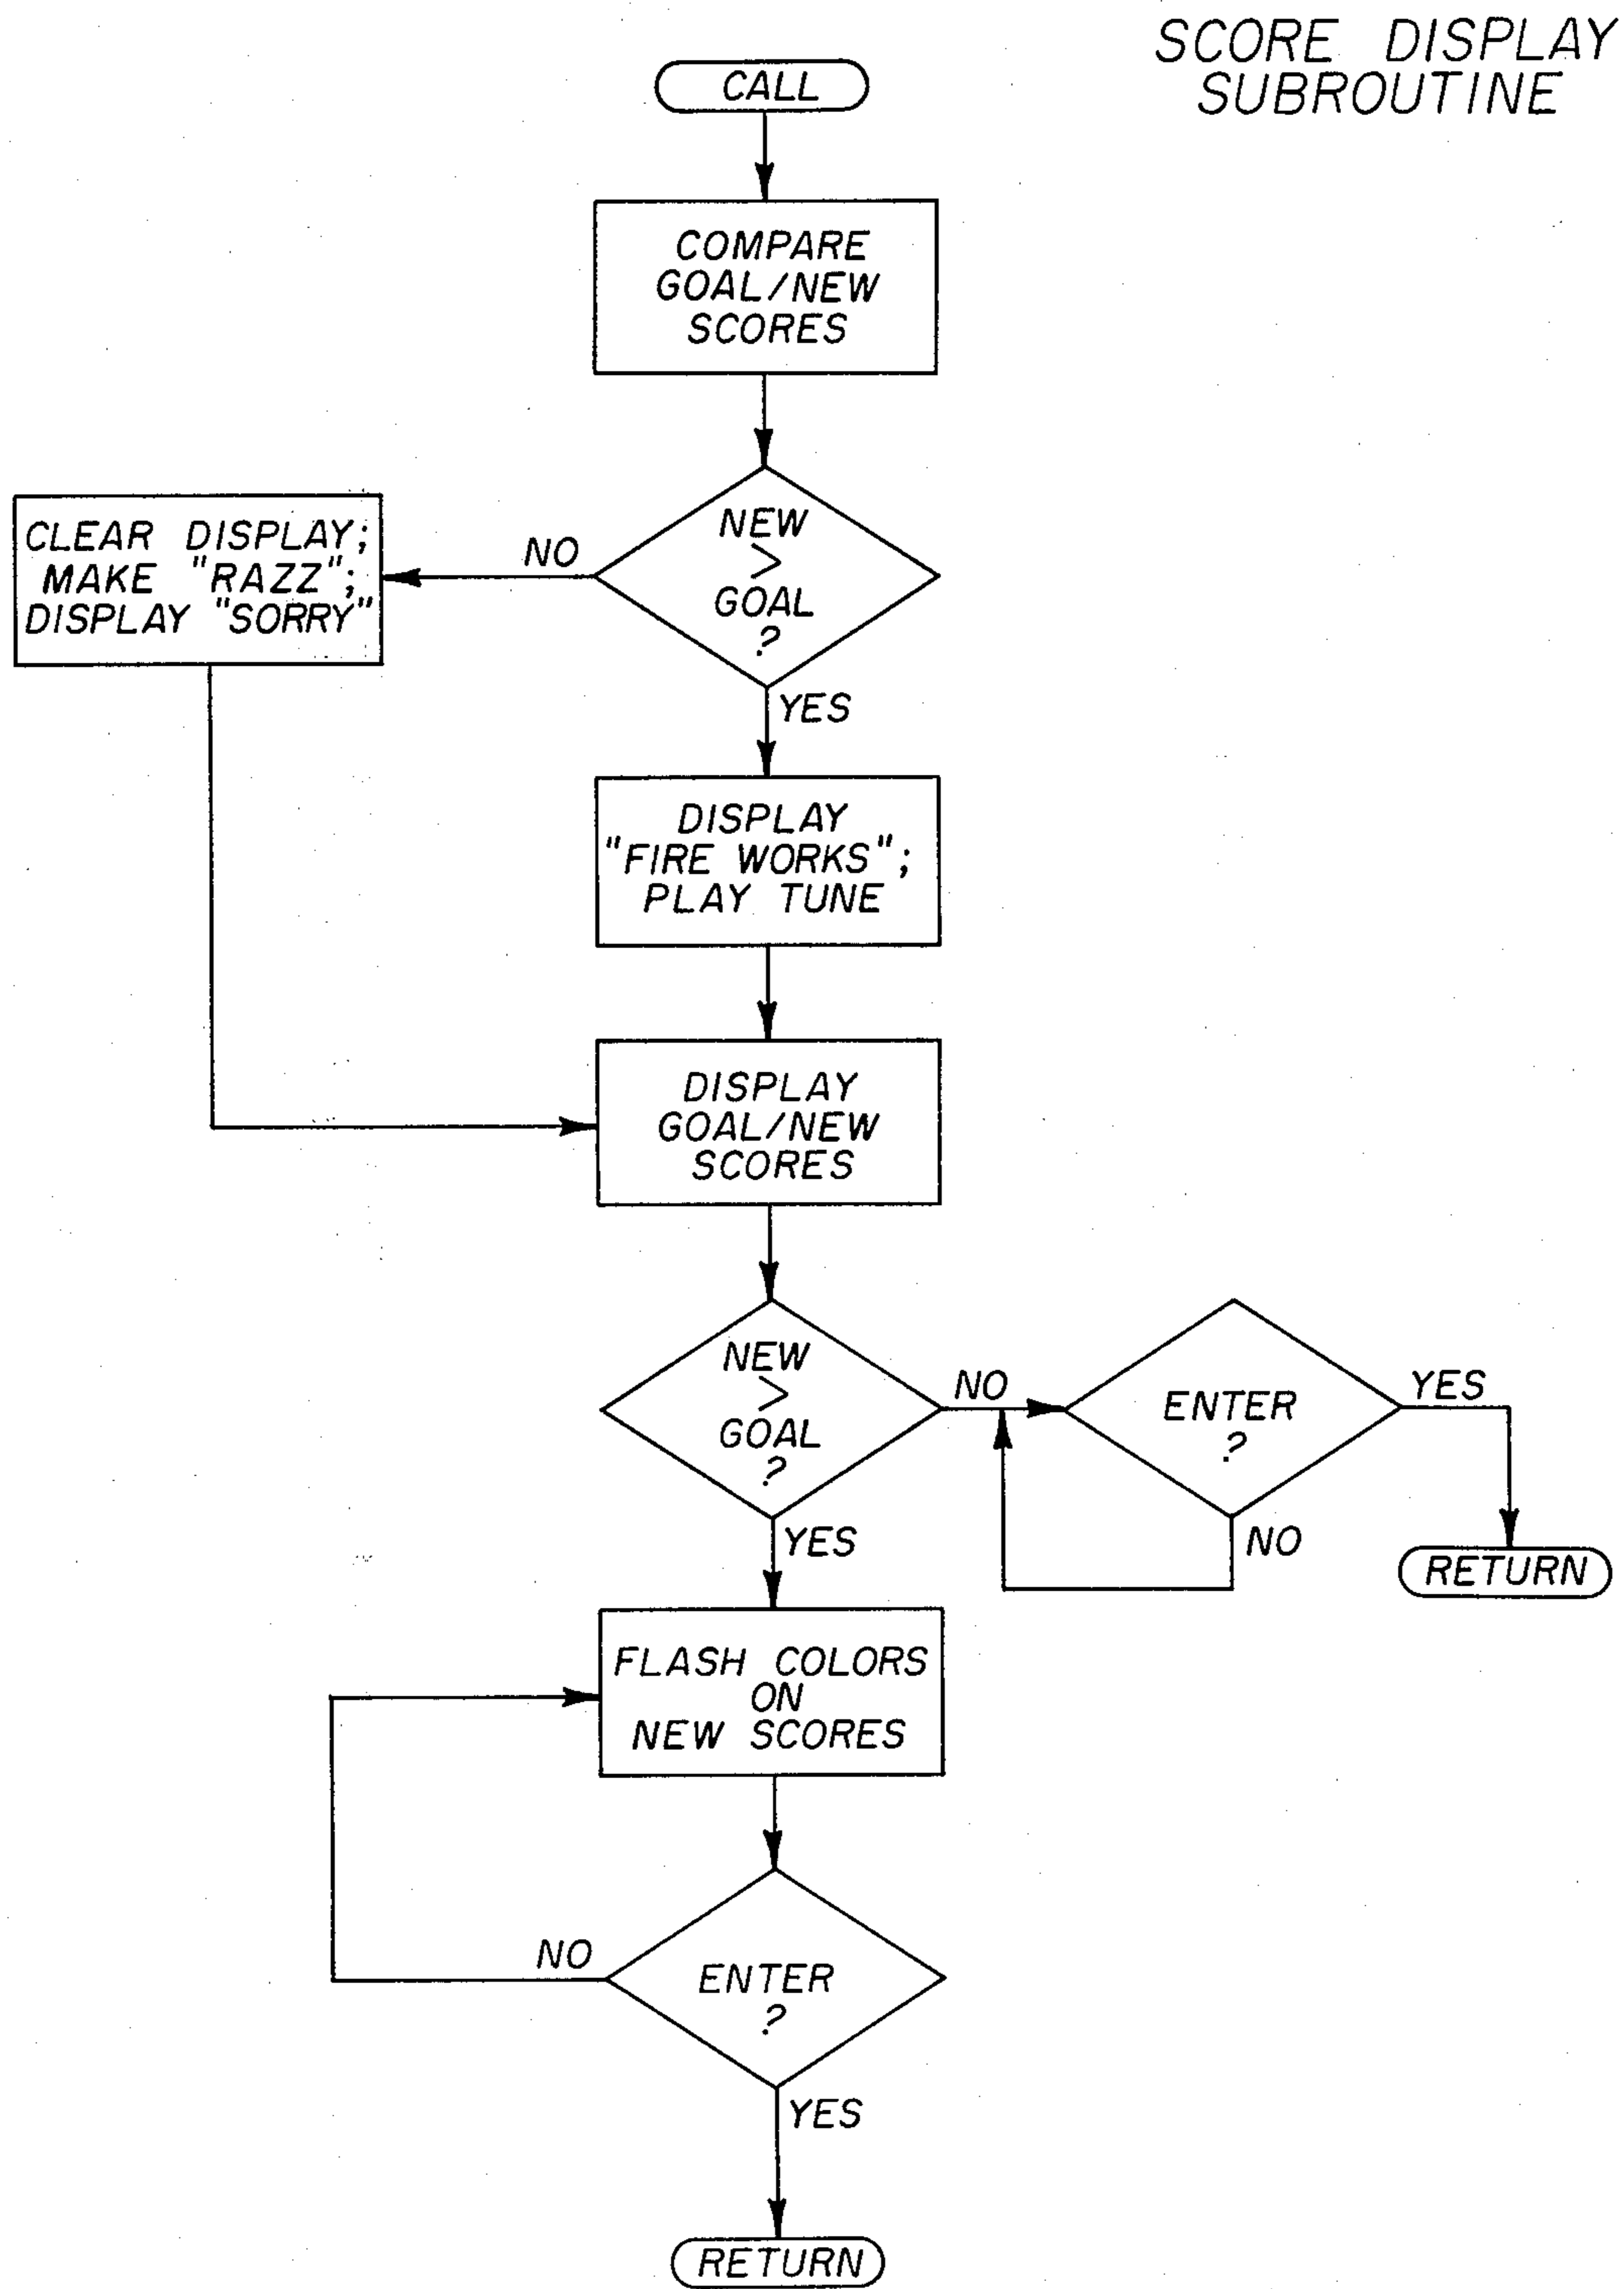 SCORE DISPLAY
SUBROUTINE
CALL
COMPARE
GOAL/NEW
SCORES
NEW
>
GOAL
?
NO
CLEAR DISPLAY;
MAKE "RAZZ";
DISPLAY "SORRY"
YES
DISPLAY
"FIRE WORKS";
PLAY TUNE
DISPLAY
GOAL/NEW
SCORES
NEW
>
GOAL
?
NO
ENTER
?
YES
NO
RETURN
YES
FLASH COLORS
ON
NEW SCORES
NO
ENTER
?
YES
RETURN